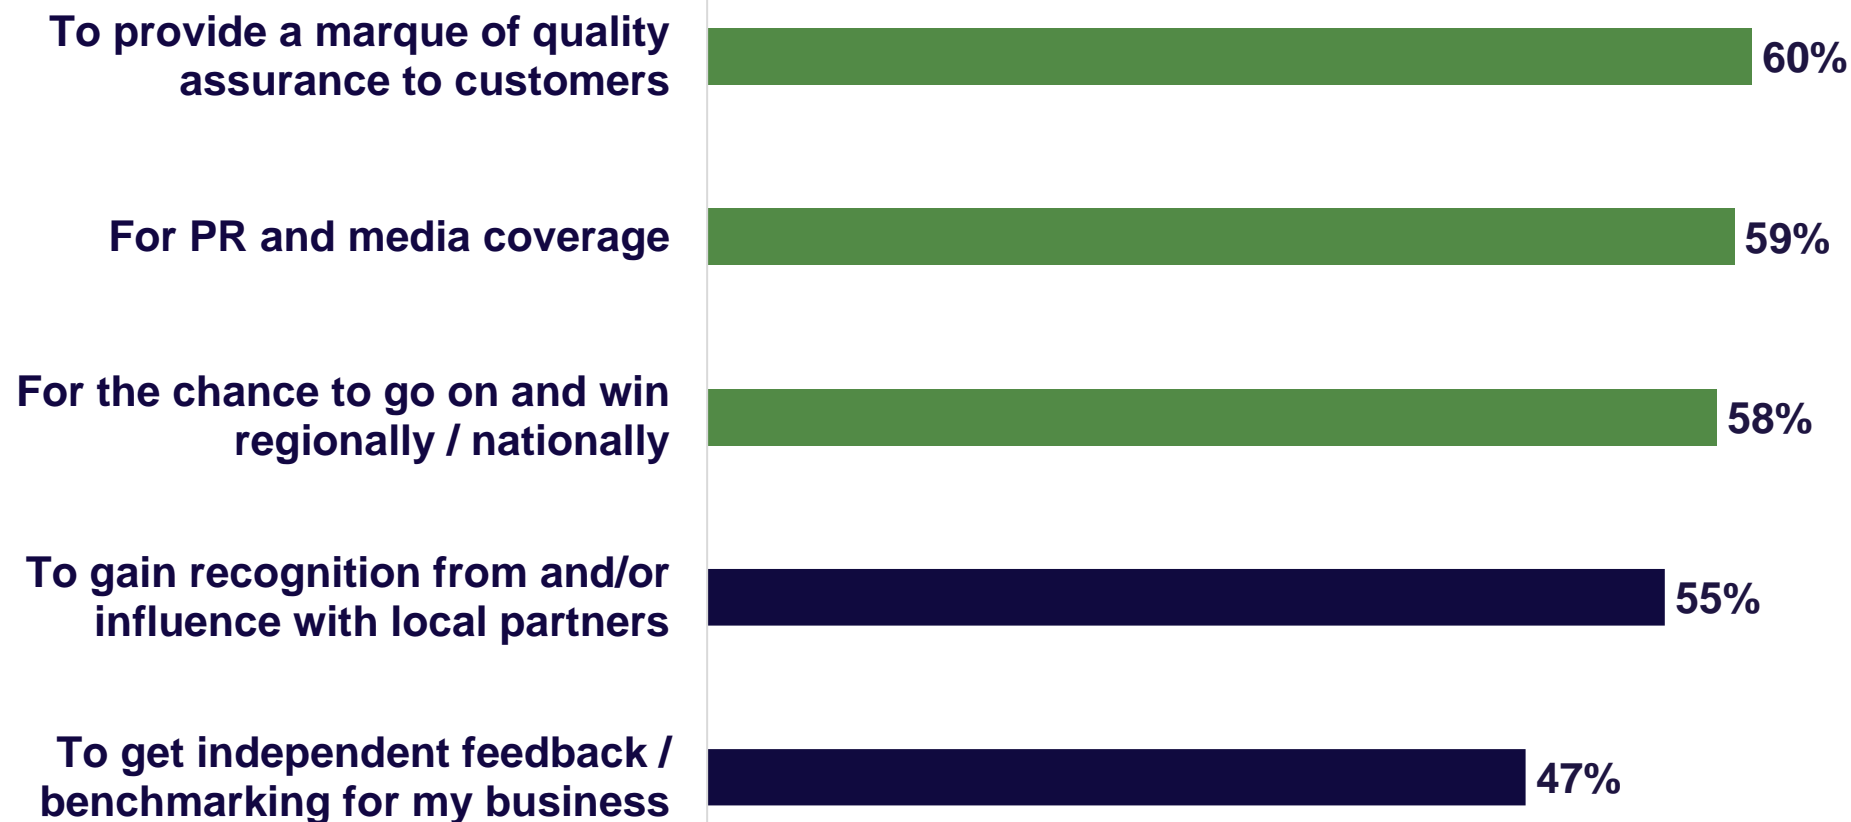 To provide a marque of quality
assurance to customers
60%
For PR and media coverage
59%
For the chance to go on and win
regionally / nationally
58%
To gain recognition from and/or
influence with local partners
55%
To get independent feedback /
benchmarking for my business
47%